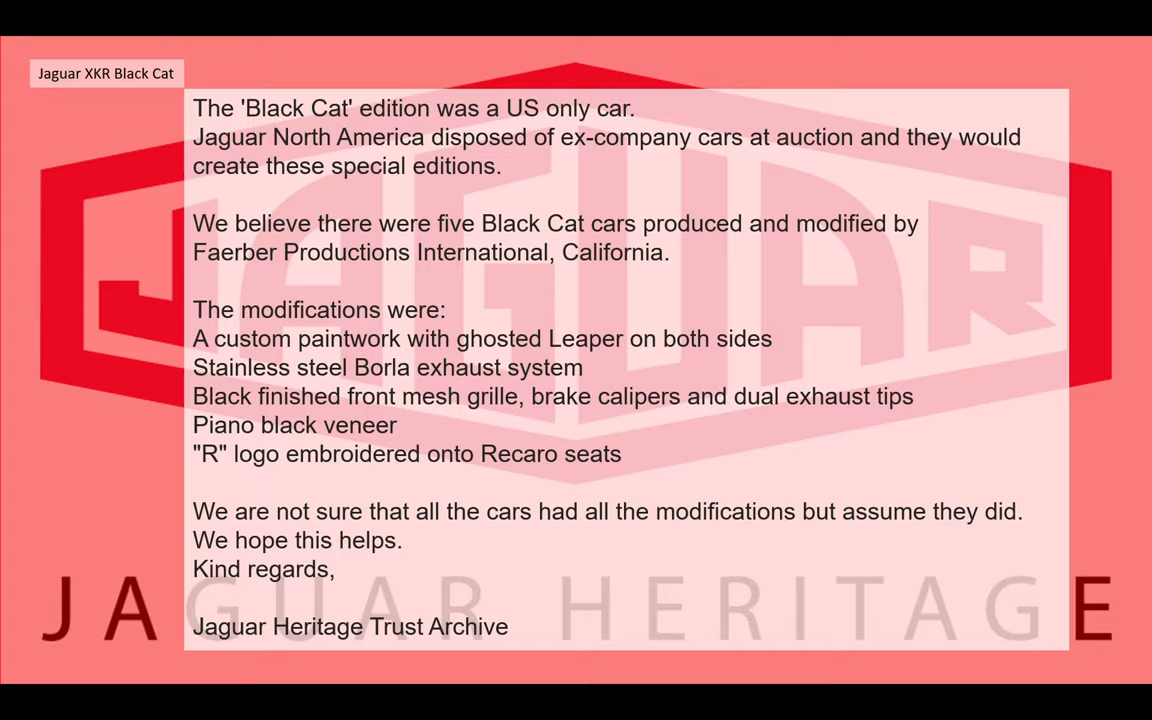 Jaguar XKR Black Cat
The 'Black Cat' edition was a US only car.
Jaguar North America disposed of ex-company cars at auction and they would
create these special editions.
We believe there were five Black Cat cars produced and modified by
Faerber Productions International, California.
The modifications were:
A custom paintwork with ghosted Leaper on both sides
Stainless steel Borla exhaust system
Black finished front mesh grille, brake calipers and dual exhaust tips
Piano black veneer
"R" logo embroidered onto Recaro seats
We are not sure that all the cars had all the modifications but assume they did.
We hope this helps.
Kind regards,
Jaguar Heritage Trust Archive
JAGUAR
JAGUAR HERITAGE